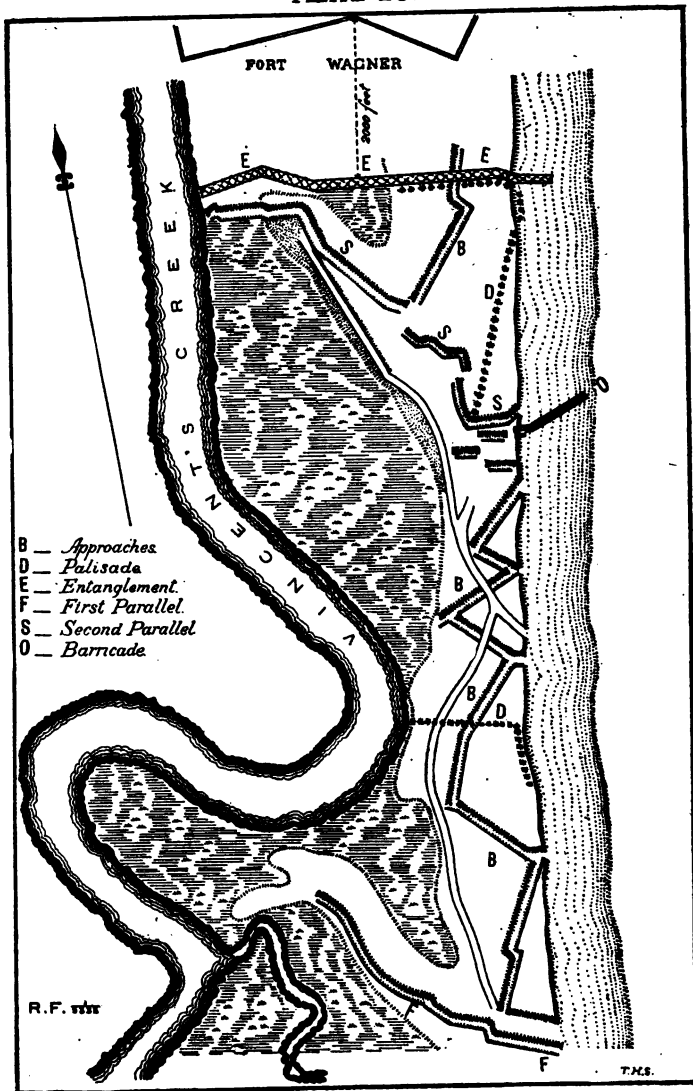 FORT WAGNER
2000 feet
E E E
S
B
D
S
S
O
VINCENT'S CREEK
B _ Approaches.
D _ Palisade
E _ Entanglement.
F _ First Parallel.
S _ Second Parallel
O _ Barricade.
B
B
D
B
R.F.
F
T.H.S.